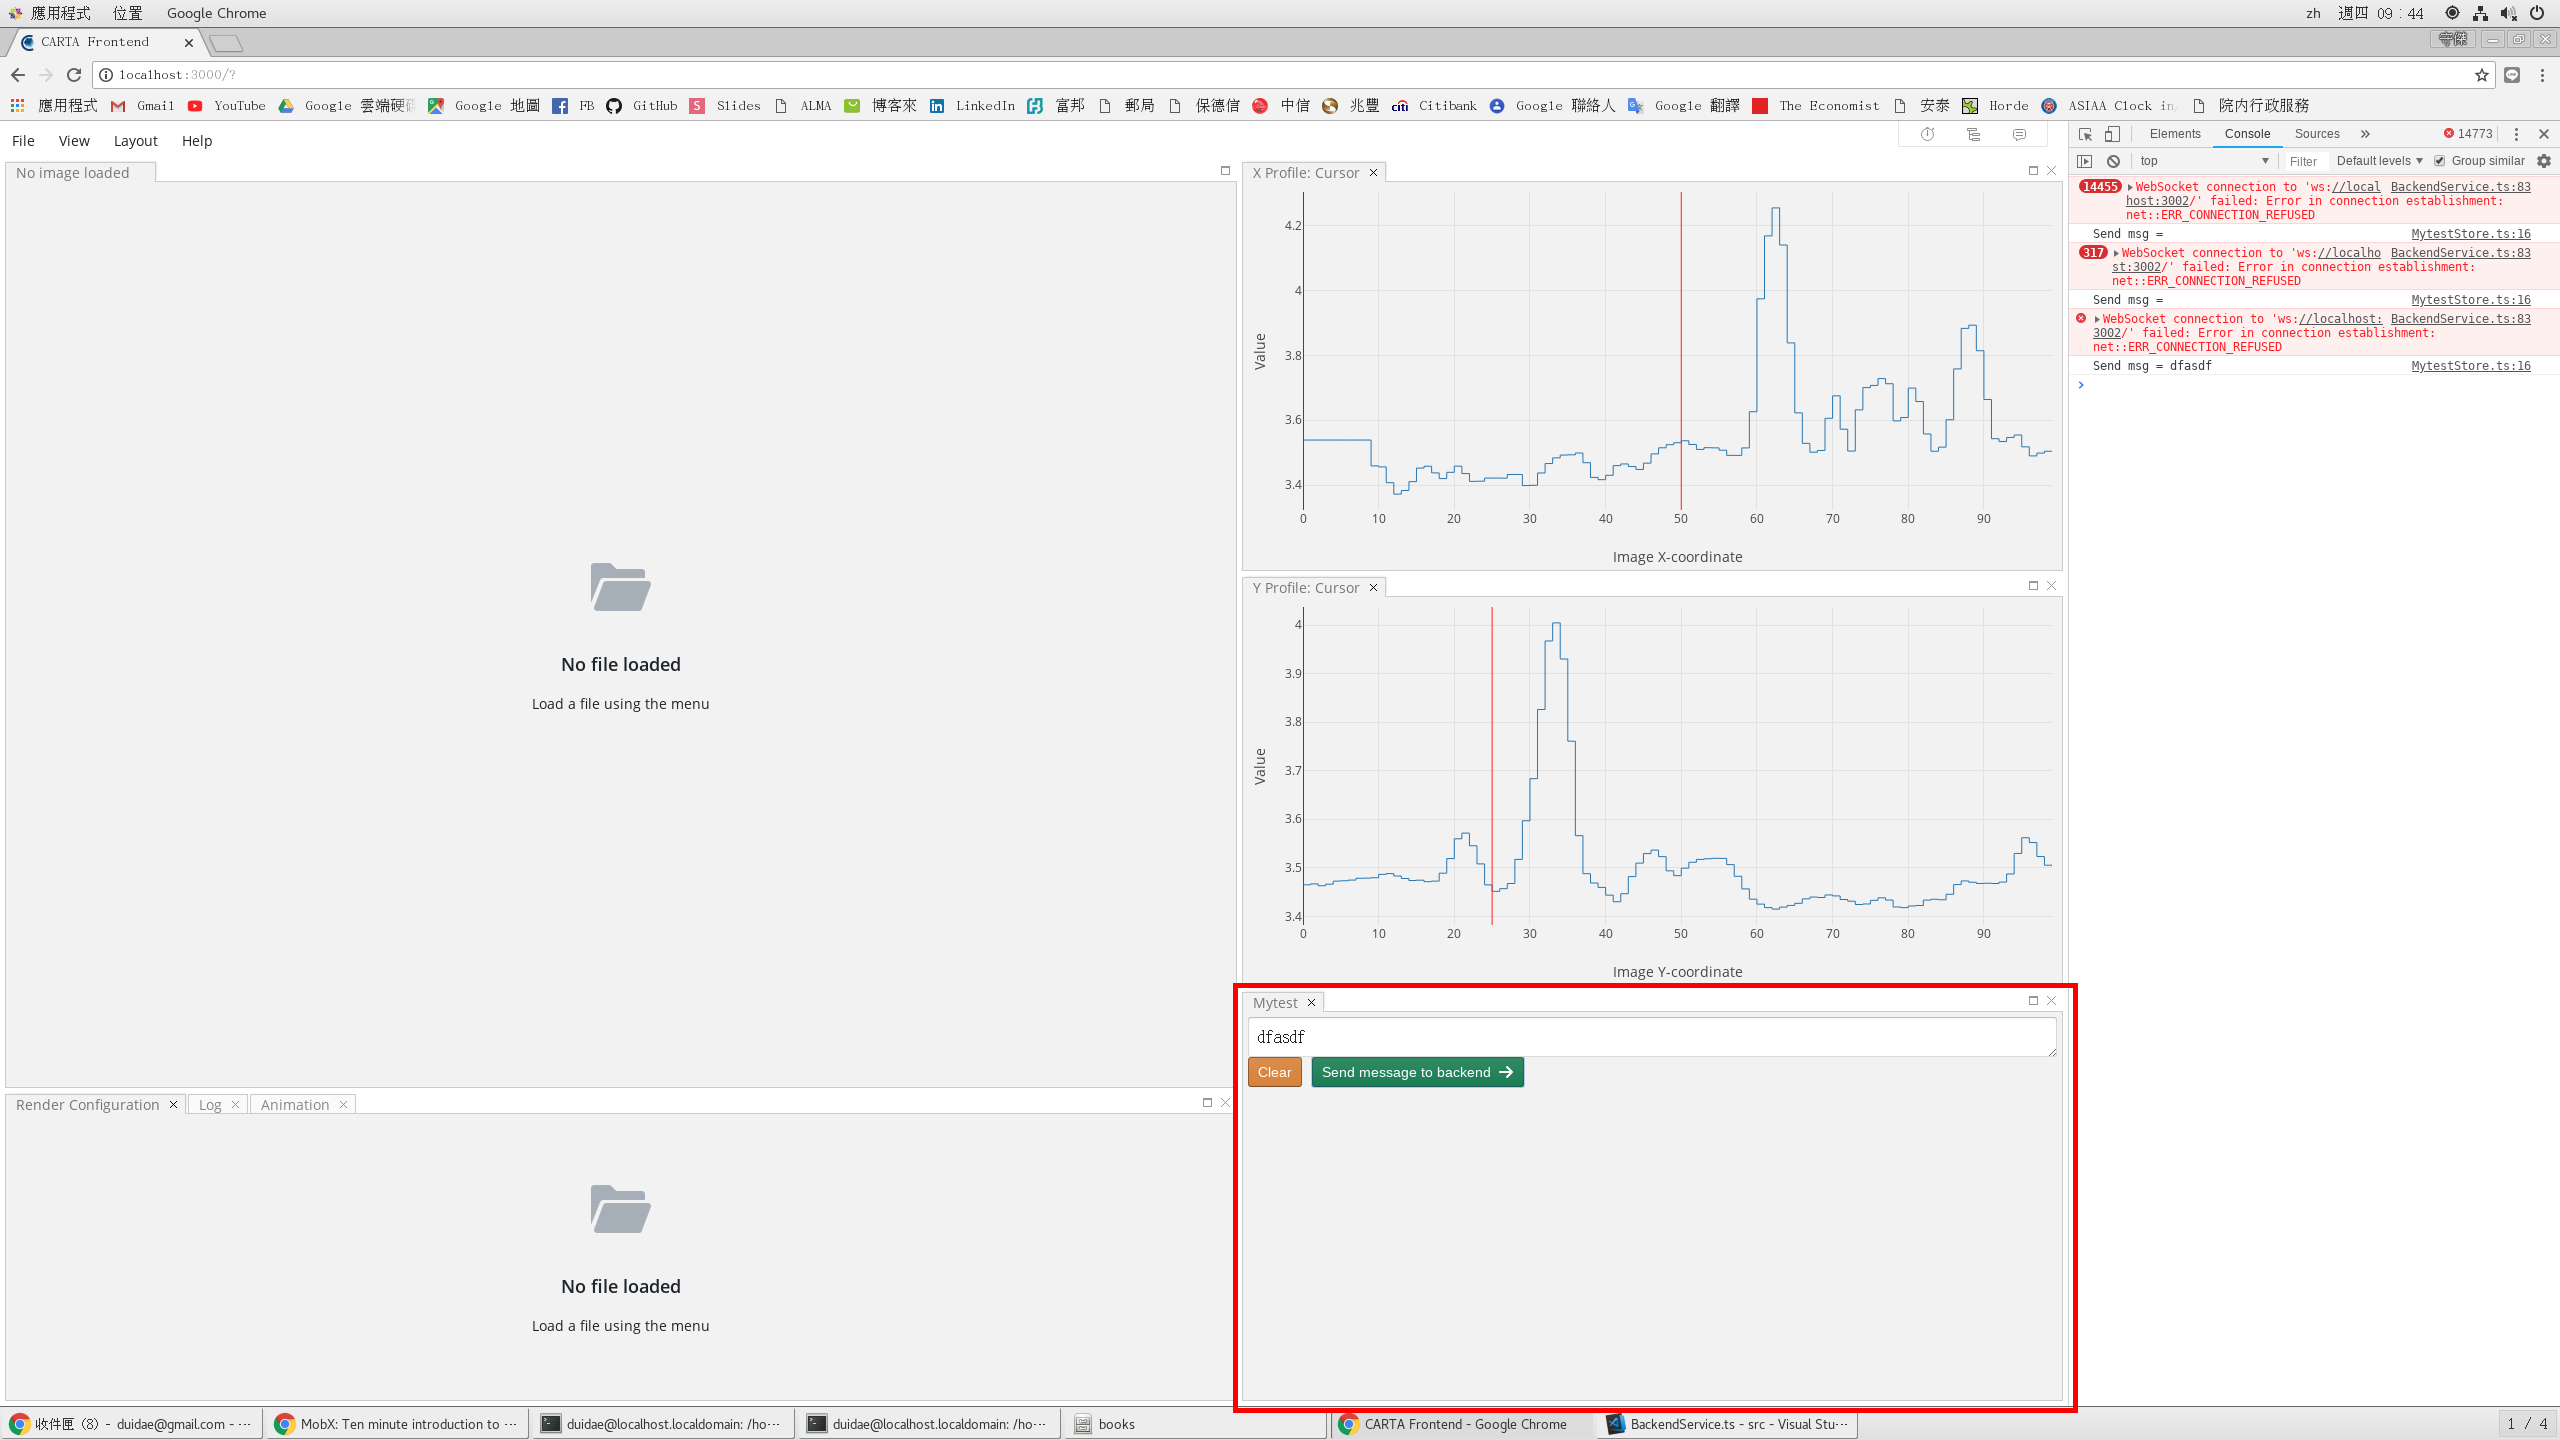 應用程式 位置 Google Chrome zh 週四 09：44
CARTA Frontend
localhost:3000/?
應用程式 Gmail YouTube Google 雲端硬碟 Google 地圖 FB GitHub Slides ALMA 博客來 LinkedIn 富邦 郵局 保德信 中信 兆豐 citi Citibank Google 聯絡人 Google 翻譯 The Economist 安泰 Horde ASIAA Clock in/ 院內行政服務
File View Layout Help
Elements Console Sources » 14773
top Filter Default levels Group similar
No image loaded
No file loaded
Load a file using the menu
Render Configuration Log Animation
No file loaded
Load a file using the menu
X Profile: Cursor
Value
4.2
4
3.8
3.6
3.4
0 10 20 30 40 50 60 70 80 90
Image X-coordinate
Y Profile: Cursor
Value
4
3.9
3.8
3.7
3.6
3.5
3.4
0 10 20 30 40 50 60 70 80 90
Image Y-coordinate
Mytest
dfasdf
Clear Send message to backend
14455 WebSocket connection to 'ws://local BackendService.ts:83
host:3002/' failed: Error in connection establishment:
net::ERR_CONNECTION_REFUSED
Send msg = MytestStore.ts:16
317 WebSocket connection to 'ws://localho BackendService.ts:83
st:3002/' failed: Error in connection establishment:
net::ERR_CONNECTION_REFUSED
Send msg = MytestStore.ts:16
WebSocket connection to 'ws://localhost: BackendService.ts:83
3002/' failed: Error in connection establishment:
net::ERR_CONNECTION_REFUSED
Send msg = dfasdf MytestStore.ts:16
收件匣 (8) - duidae@gmail.com - ··· MobX: Ten minute introduction to ··· duidae@localhost.localdomain: /ho··· duidae@localhost.localdomain: /ho··· books CARTA Frontend - Google Chrome BackendService.ts - src - Visual Stu··· 1 / 4